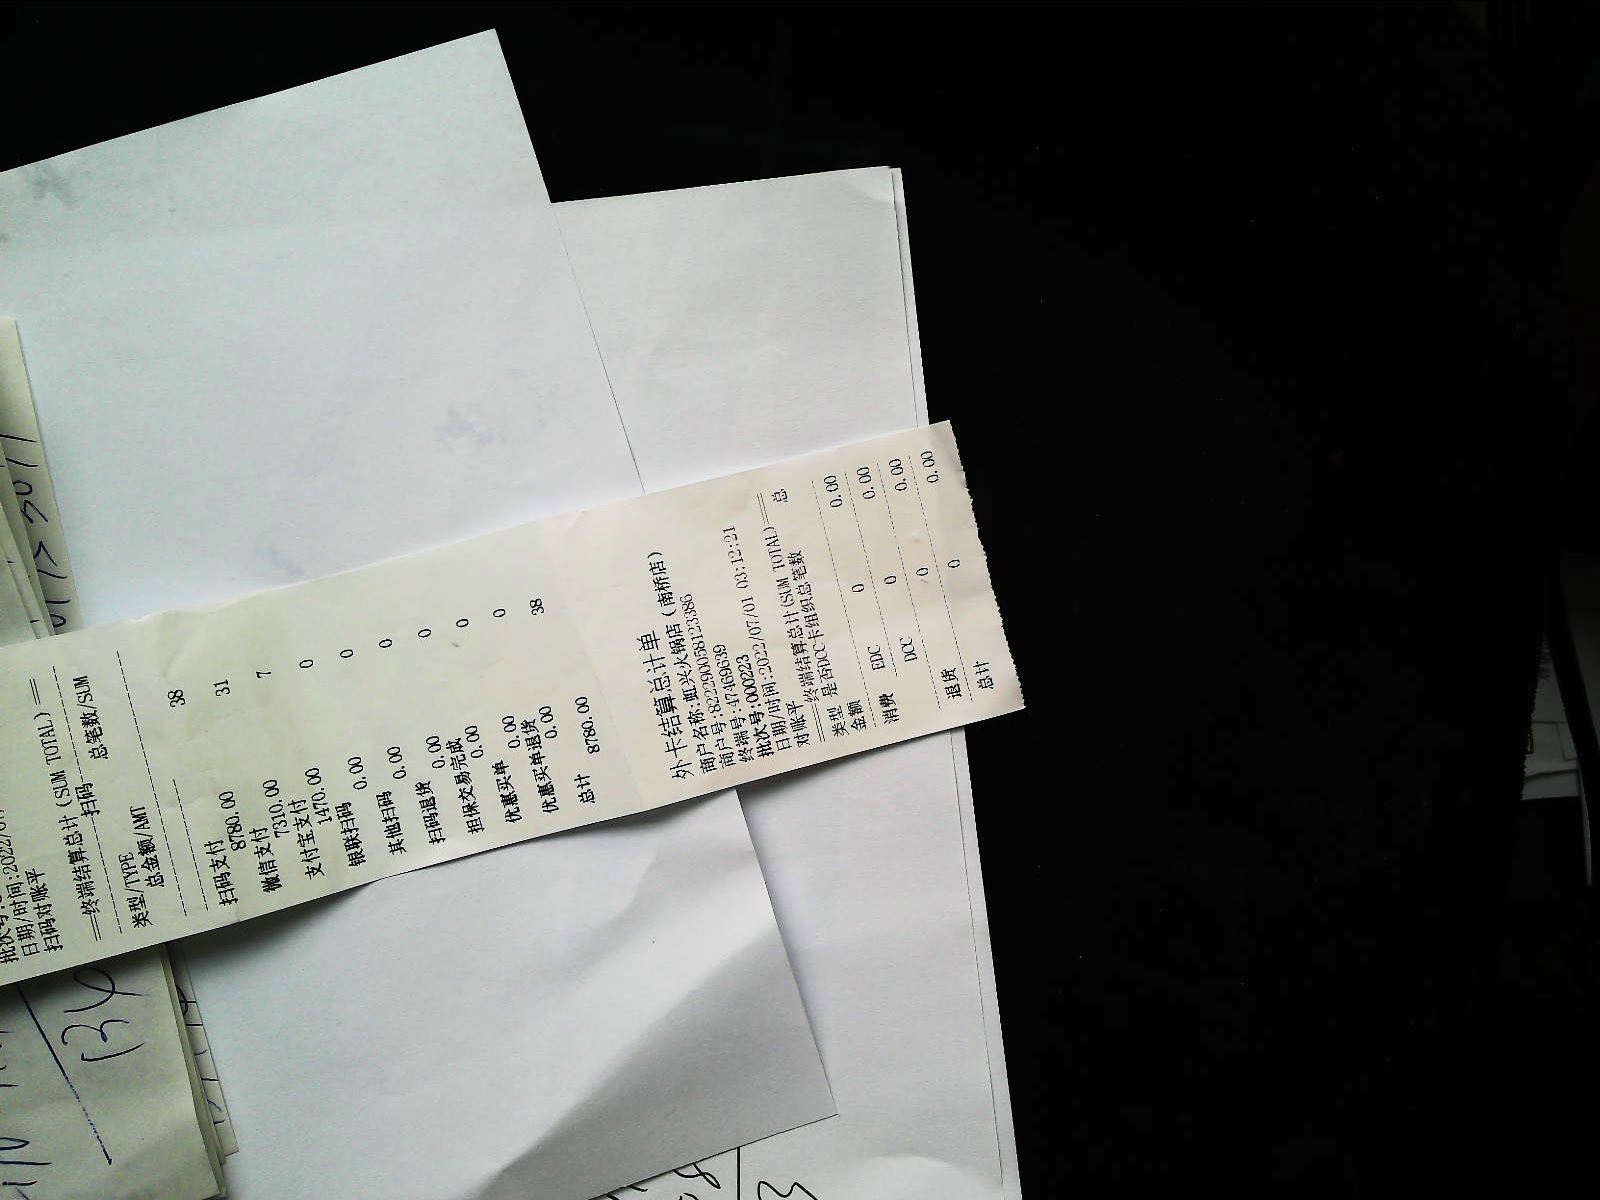 日期/时间:2022/0
扫码对账平
==终端结算总计(SUM TOTAL)==
扫码
类型/TYPE 总笔数/SUM
总金额/AMT
38
扫码支付 31
8780.00
微信支付 7
7310.00
支付宝支付 0
1470.00
银联扫码 0
0.00
其他扫码 0
0.00
扫码退货 0
0.00
担保交易完成 0
0.00
优惠买单 0
0.00
优惠买单退货 38
0.00
总计
8780.00
外卡结算总计单
商户名称:虹兴火锅店(南桥店)
商户号:822290058123386
终端号:47469639
批次号:000223
日期/时间:2022/07/01 03:12:21
对账平
==终端结算总计(SUM TOTAL)==
类型 是否DCC卡组织总笔数 总
金额
消费 EDC 0 0.00
DCC 0 0.00
退货 0 0.00
总计 0 0.00
136